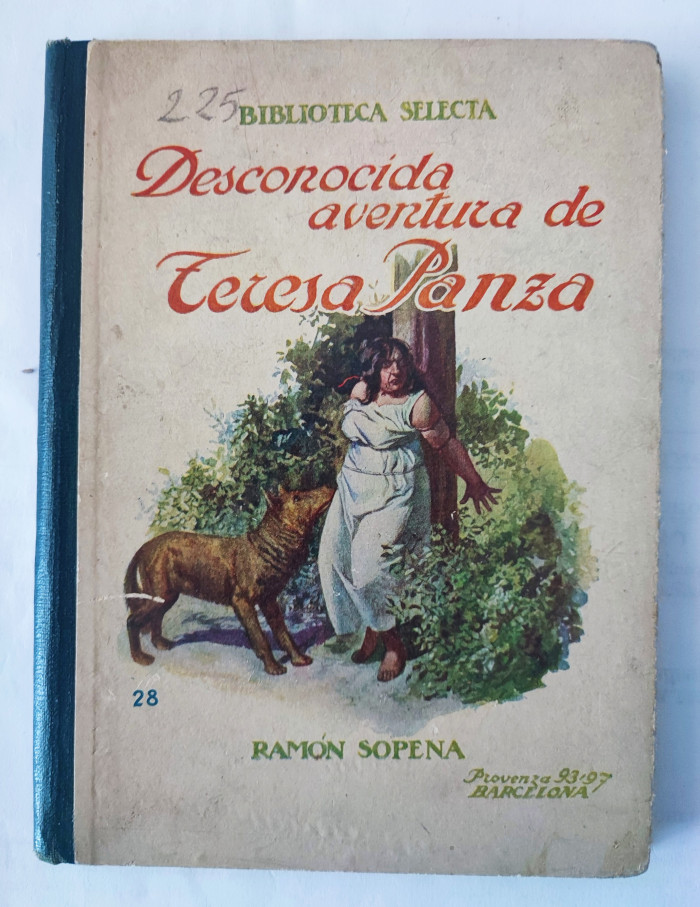 225
BIBLIOTECA SELECTA
Desconocida
aventura de
Teresa Panza
28
RAMÓN SOPENA
Provenza 93-97
BARCELONA